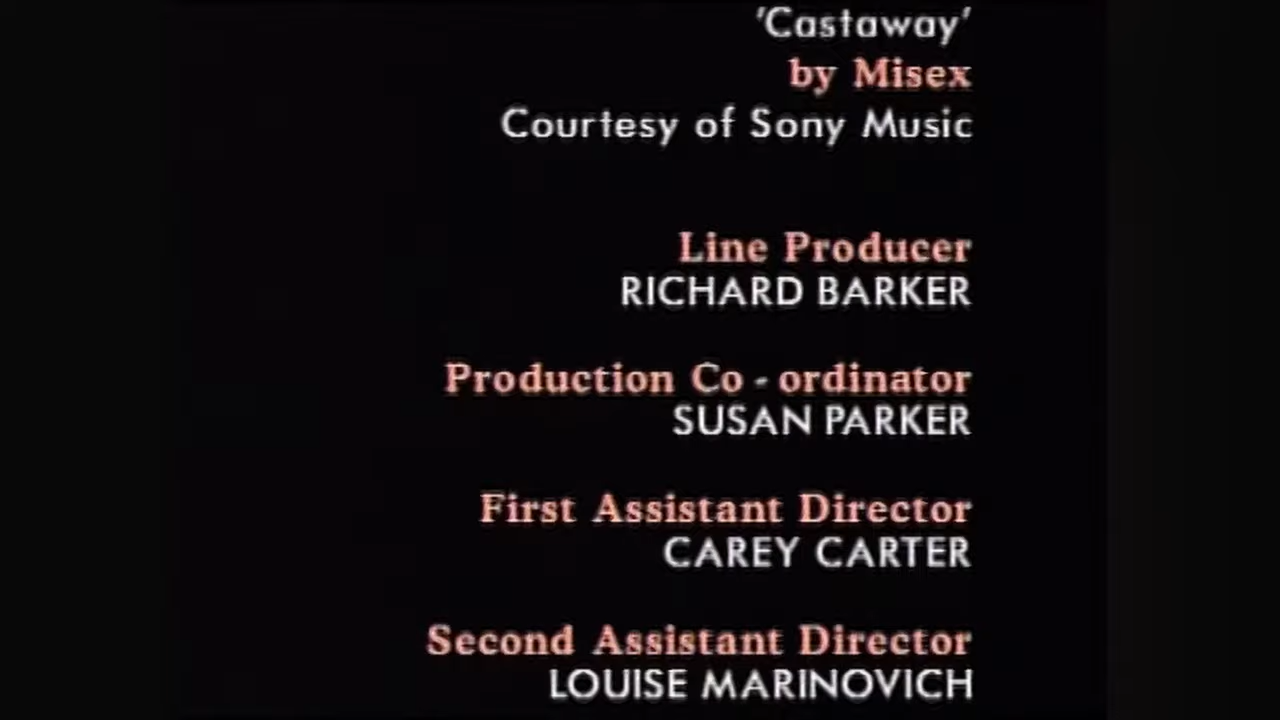 'Castaway'
by Misex
Courtesy of Sony Music
Line Producer
RICHARD BARKER
Production Co-ordinator
SUSAN PARKER
First Assistant Director
CAREY CARTER
Second Assistant Director
LOUISE MARINOVICH